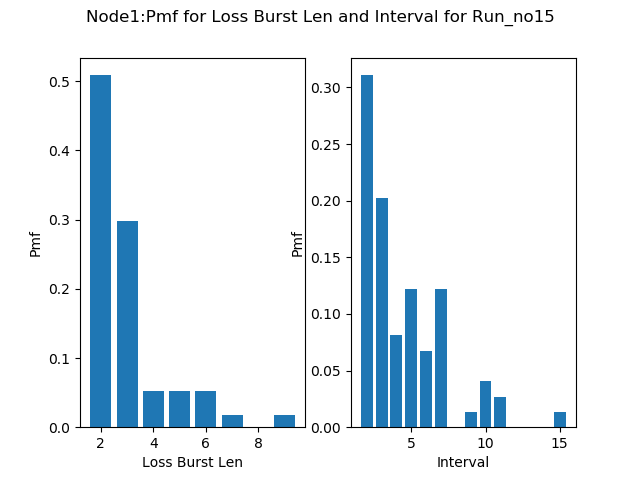 Node1:Pmf for Loss Burst Len and Interval for Run_no15
Pmf
0.5
0.4
0.3
0.2
0.1
0.0
2 4 6 8
Loss Burst Len
Pmf
0.30
0.25
0.20
0.15
0.10
0.05
0.00
5 10 15
Interval